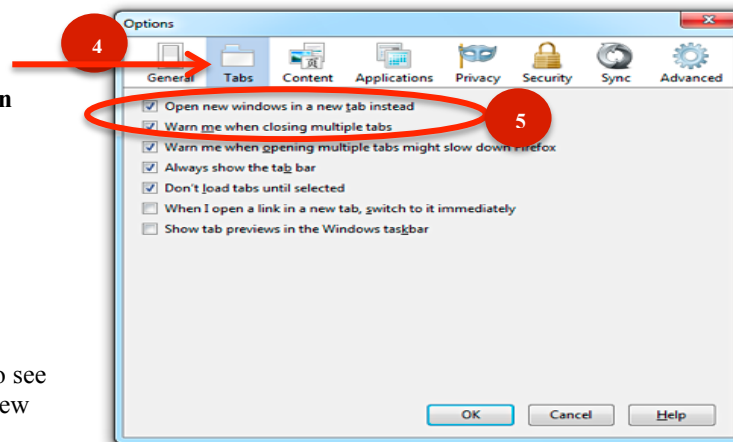 Options
4
General Tabs Content Applications Privacy Security Sync Advanced
n
Open new windows in a new tab instead
5
Warn me when closing multiple tabs
Warn me when opening multiple tabs might slow down Firefox
Always show the tab bar
Don't load tabs until selected
When I open a link in a new tab, switch to it immediately
Show tab previews in the Windows taskbar
o see
ew
OK Cancel Help